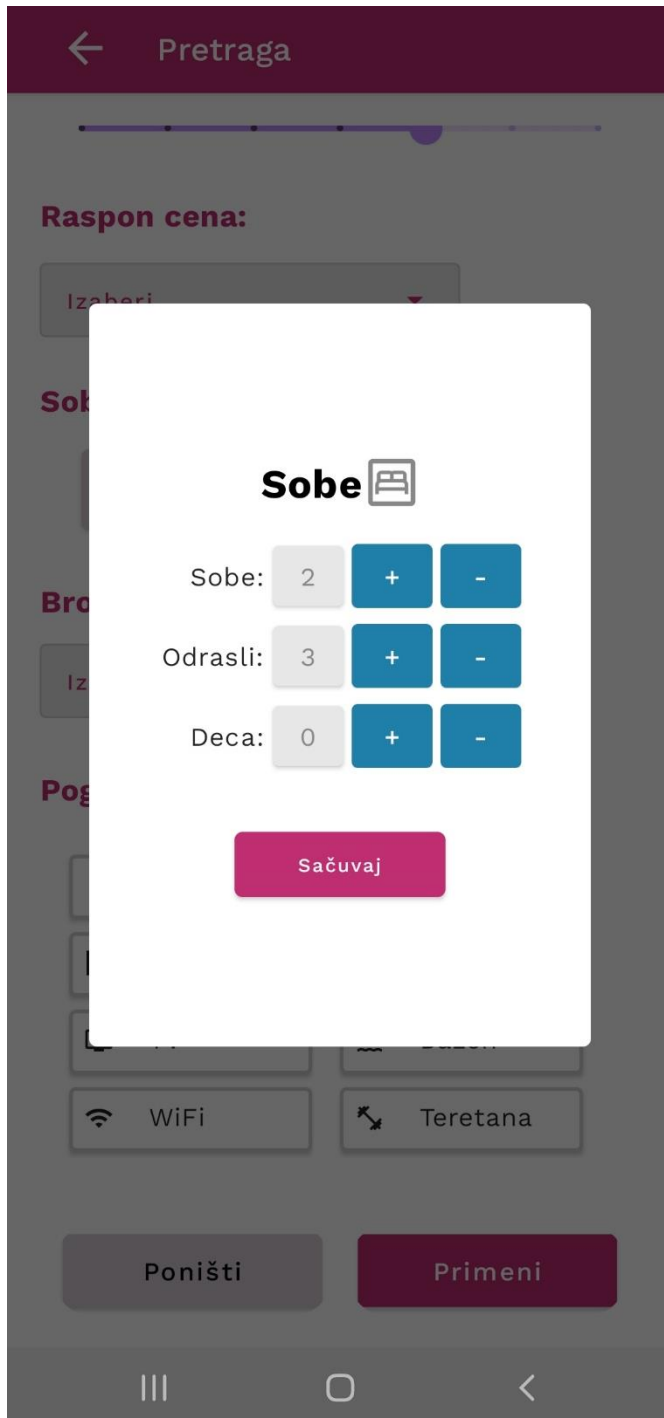 Pretraga
Raspon cena:
Izaberi
Sobe
Sobe: 2 + -
Odrasli: 3 + -
Deca: 0 + -
Sačuvaj
WiFi
Teretana
Poništi
Primeni